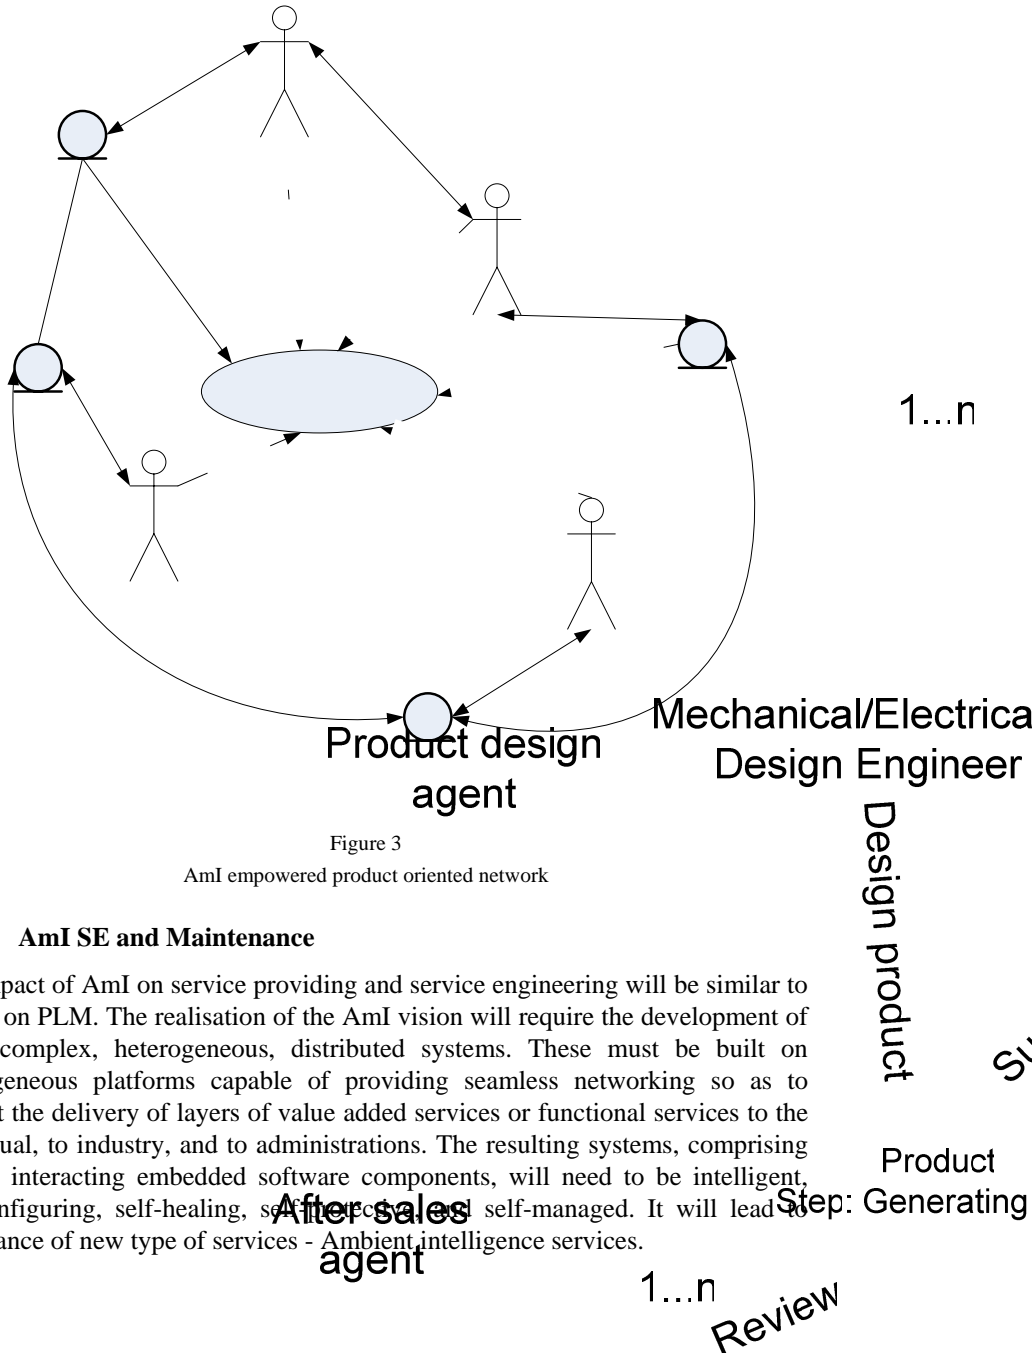 1...n
Mechanical/Electrica
Product design
Design Engineer
agent
Design product
Figure 3
AmI empowered product oriented network
AmI SE and Maintenance
pact of AmI on service providing and service engineering will be similar to
on PLM. The realisation of the AmI vision will require the development of
complex, heterogeneous, distributed systems. These must be built on
geneous platforms capable of providing seamless networking so as to
t the delivery of layers of value added services or functional services to the
ual, to industry, and to administrations. The resulting systems, comprising
interacting embedded software components, will need to be intelligent,
nfiguring, self-healing, self-protective, and self-managed. It will lead to
ance of new type of services - Ambient intelligence services.
Su
Product
Step: Generating
After sales
agent
1...n
Review